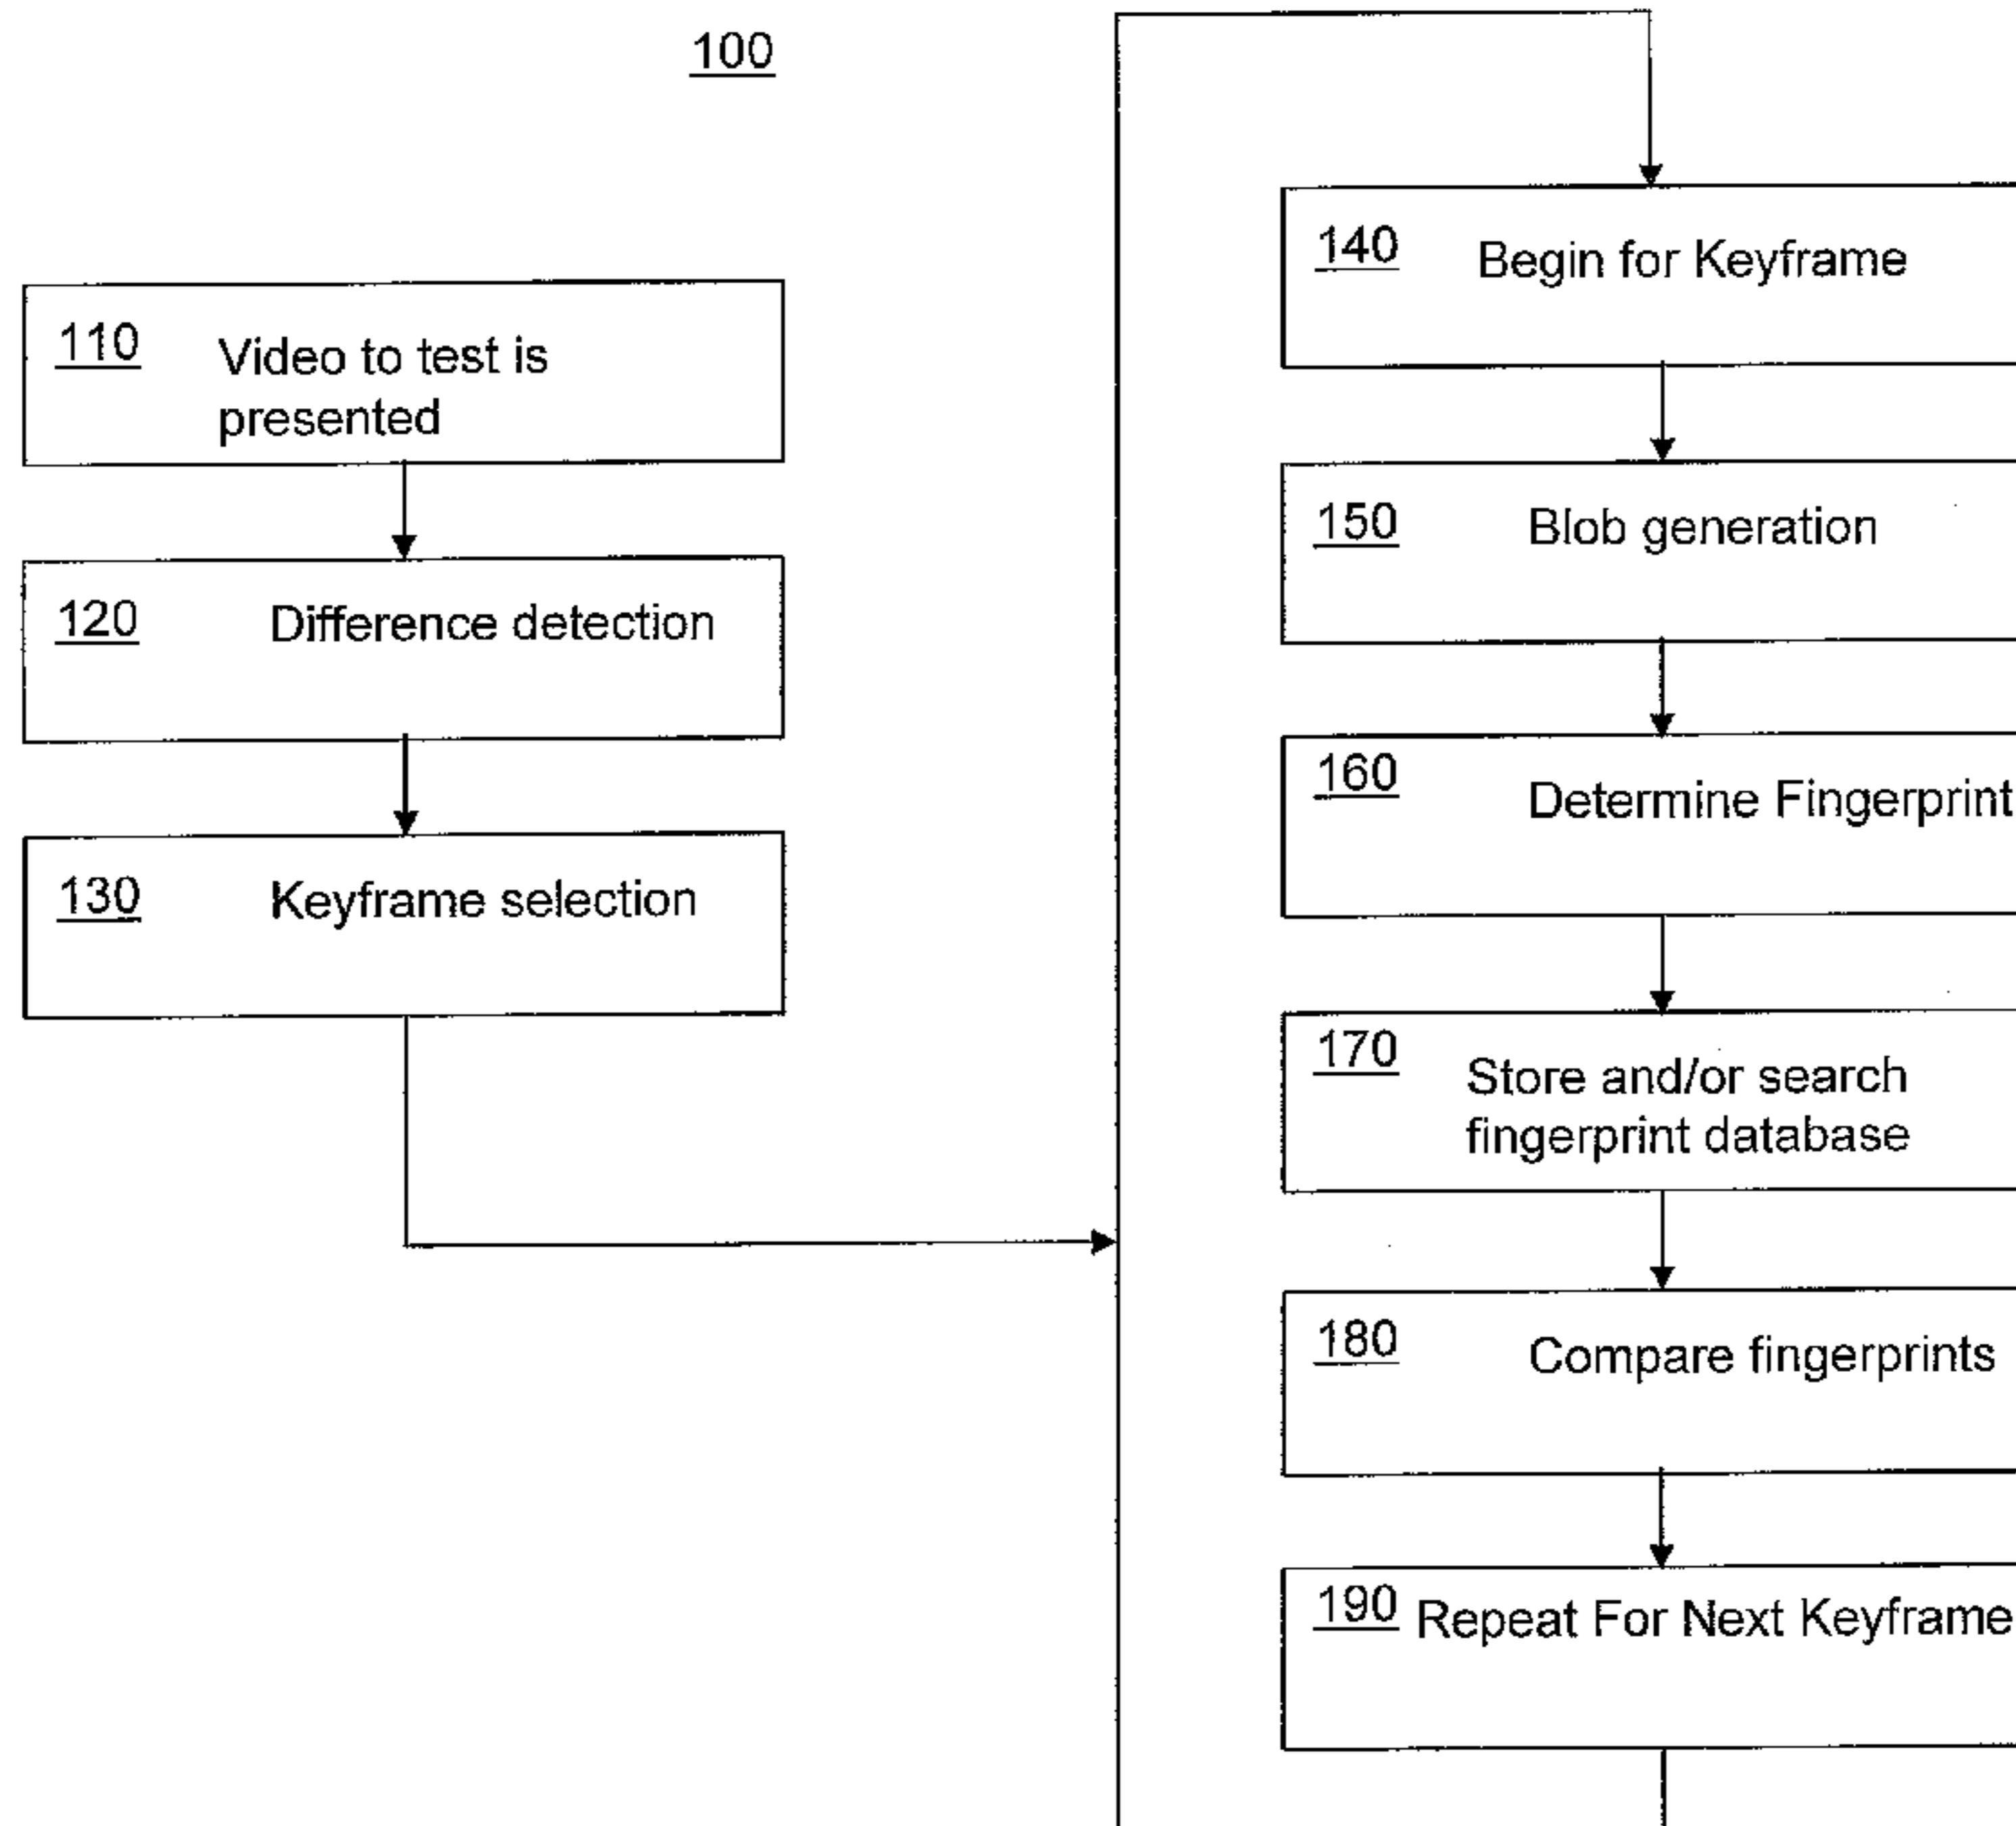 100
110 Video to test is
presented
120 Difference detection
130 Keyframe selection
140 Begin for Keyframe
150 Blob generation
160 Determine Fingerprint
170 Store and/or search
fingerprint database
180 Compare fingerprints
190 Repeat For Next Keyframe